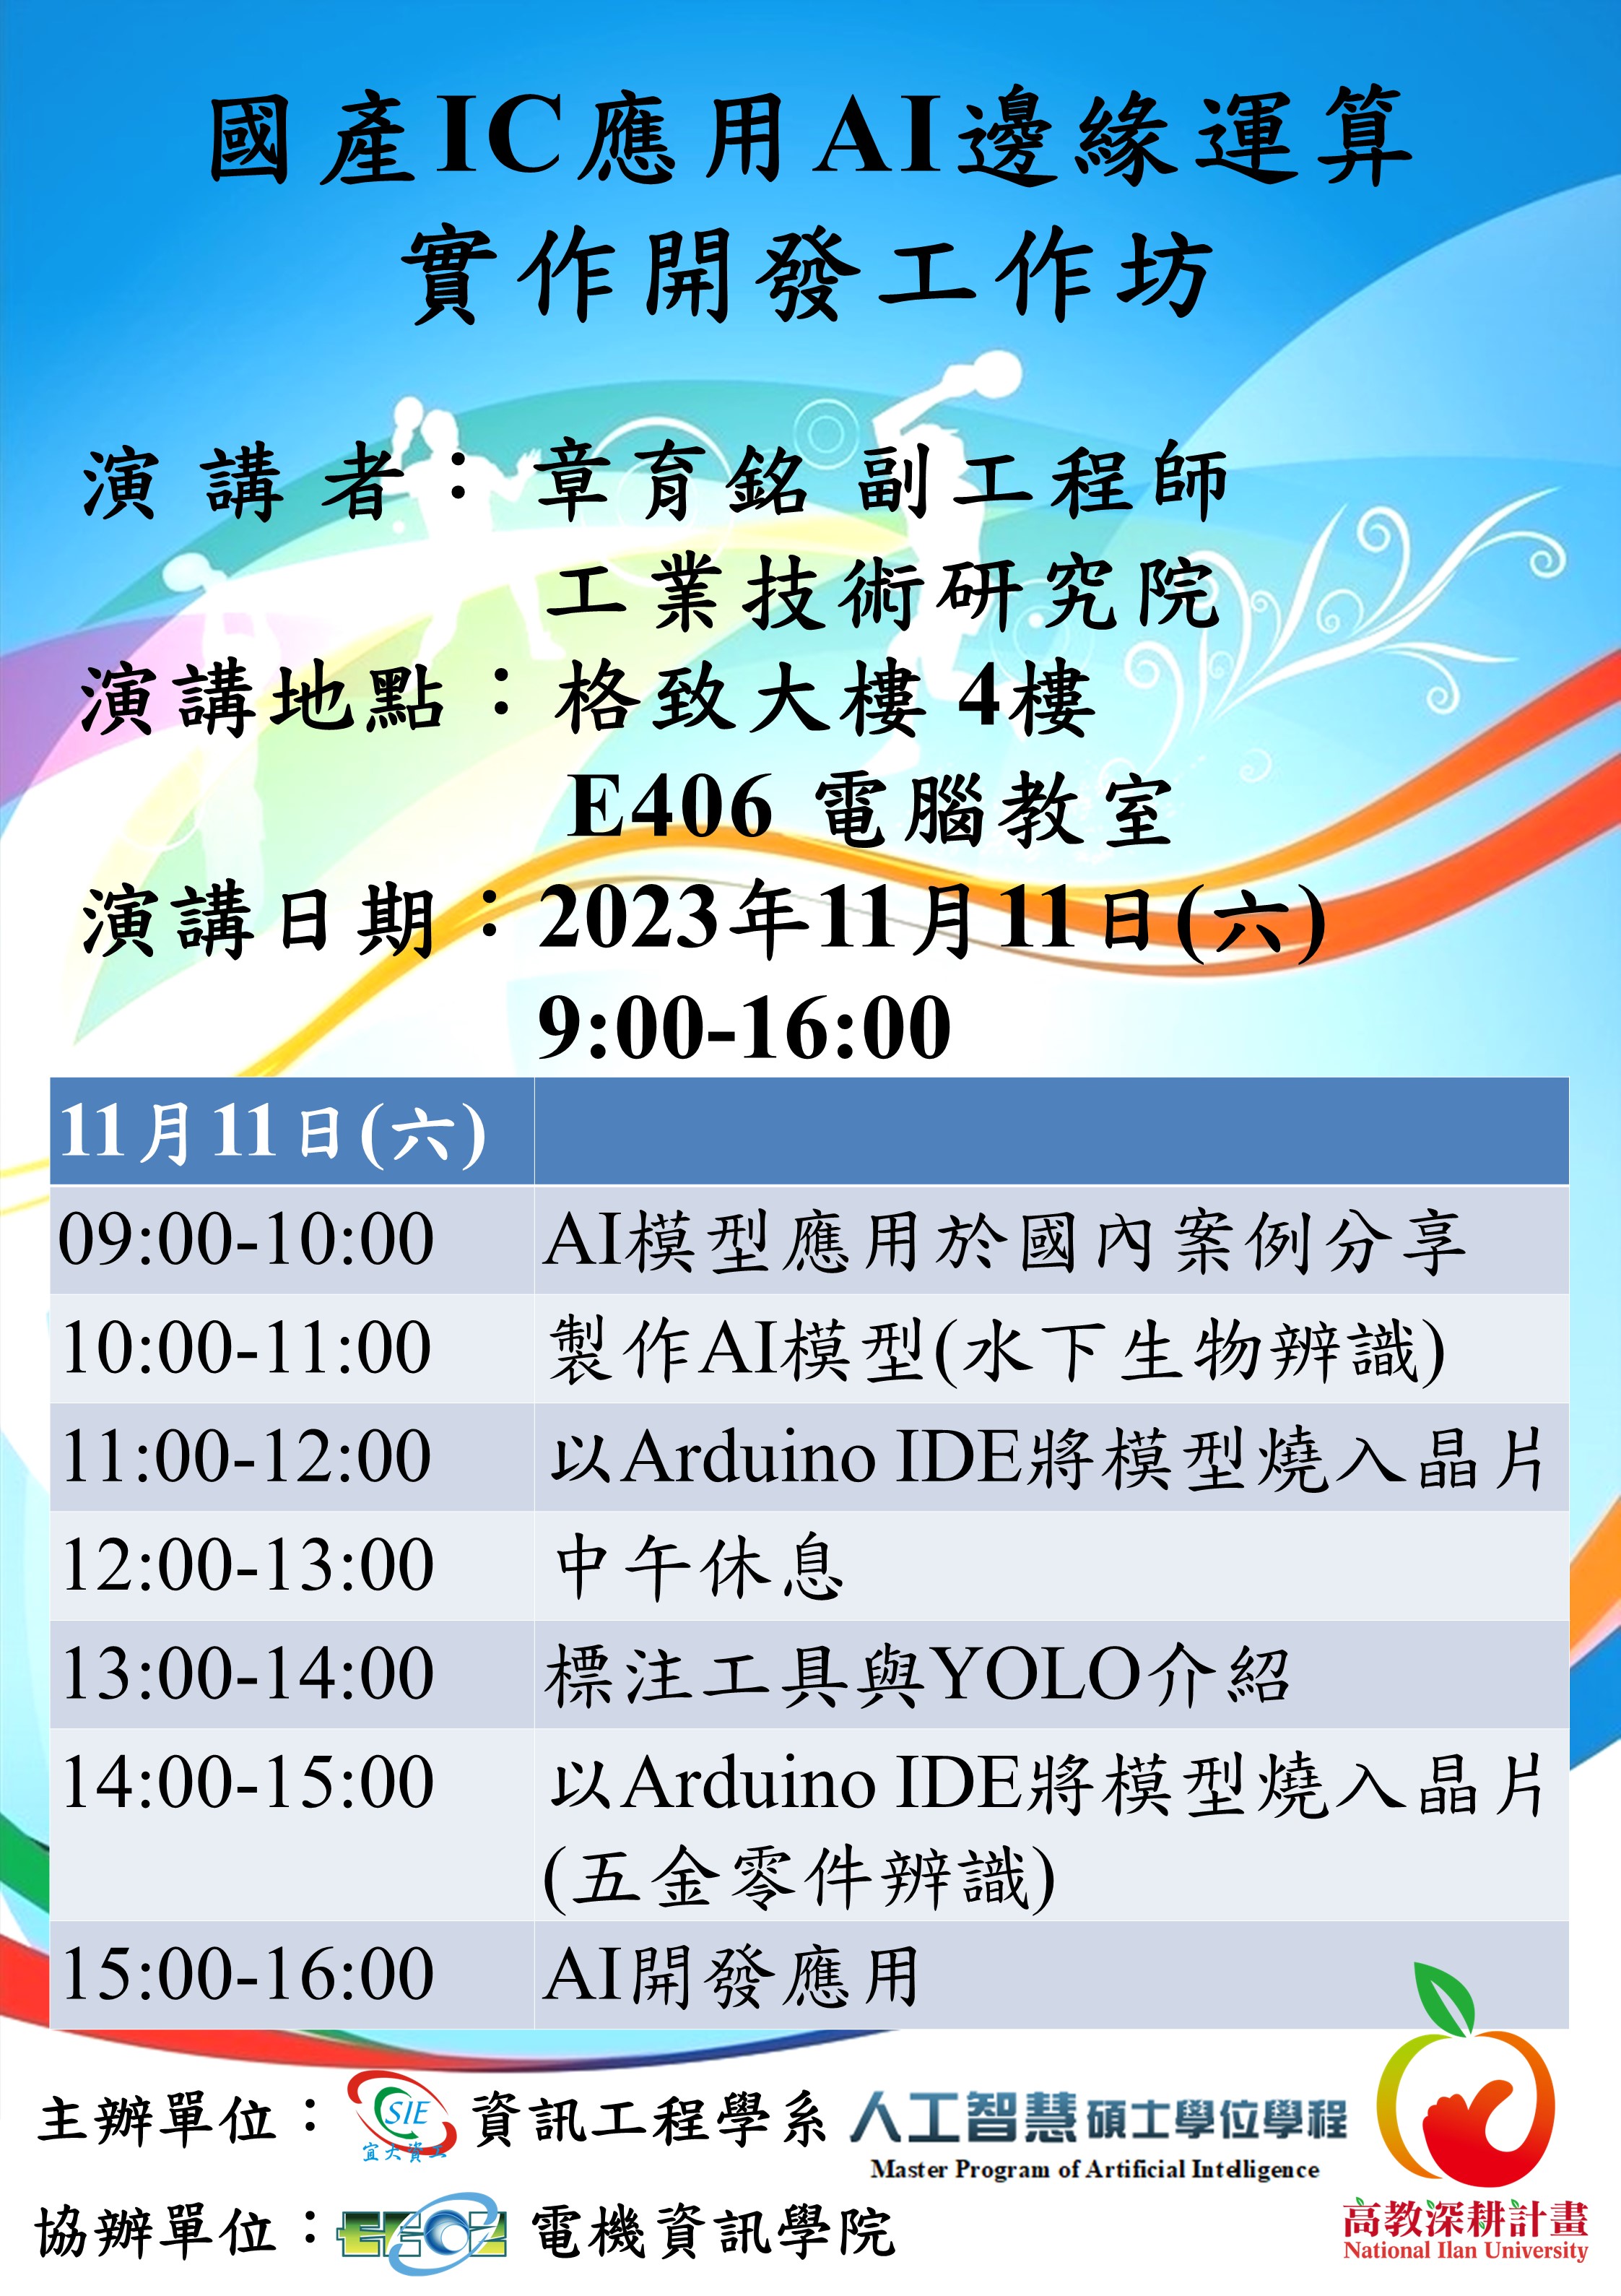 國產IC應用AI邊緣運算
實作開發工作坊
演講者：章育銘 副工程師
工業技術研究院
演講地點：格致大樓 4樓
E406 電腦教室
演講日期：2023年11月11日(六)
9:00-16:00
11月11日(六)
09:00-10:00 AI模型應用於國內案例分享
10:00-11:00 製作AI模型(水下生物辨識)
11:00-12:00 以Arduino IDE將模型燒入晶片
12:00-13:00 中午休息
13:00-14:00 標注工具與YOLO介紹
14:00-15:00 以Arduino IDE將模型燒入晶片
(五金零件辨識)
15:00-16:00 AI開發應用
主辦單位： SIE 宜大資工 資訊工程學系 人工智慧碩士學位學程
Master Program of Artificial Intelligence
協辦單位： 電機資訊學院
高教深耕計畫
National Ilan University